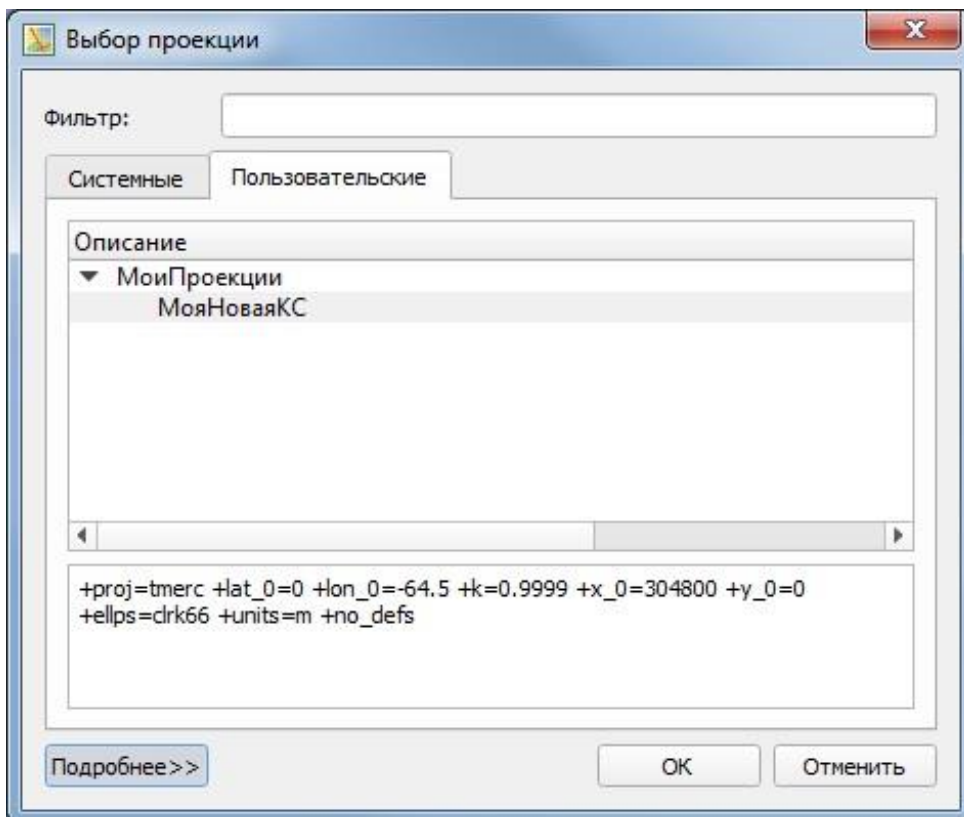 Выбор проекции
Фильтр:
Системные
Пользовательские
Описание
МоиПроекции
МояНоваяКС
+proj=tmerc +lat_0=0 +lon_0=-64.5 +k=0.9999 +x_0=304800 +y_0=0
+ellps=clrk66 +units=m +no_defs
Подробнее>>
OK
Отменить